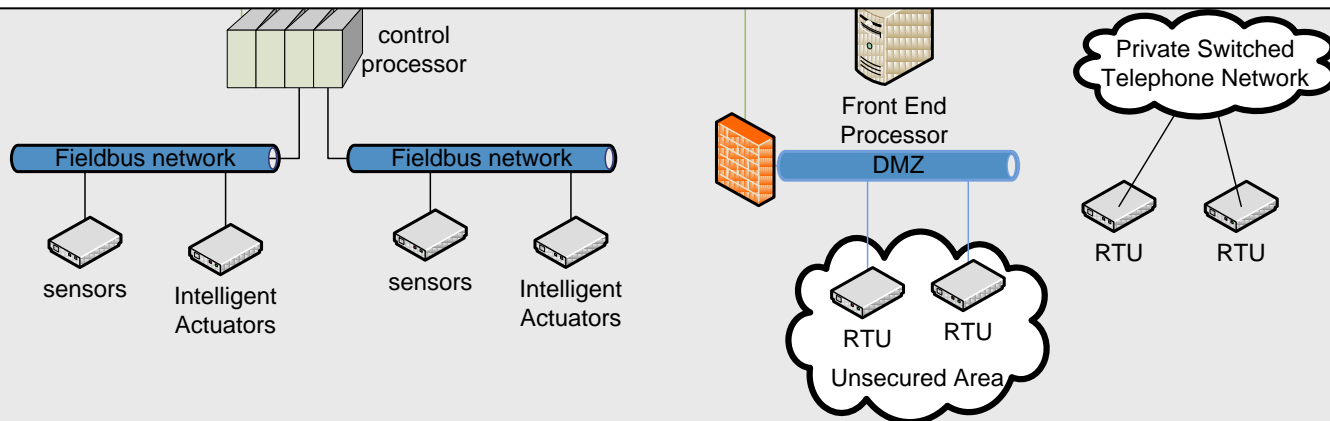 control
processor
Fieldbus network
Fieldbus network
sensors
Intelligent
Actuators
sensors
Intelligent
Actuators
Front End
Processor
DMZ
RTU
RTU
Unsecured Area
Private Switched
Telephone Network
RTU
RTU